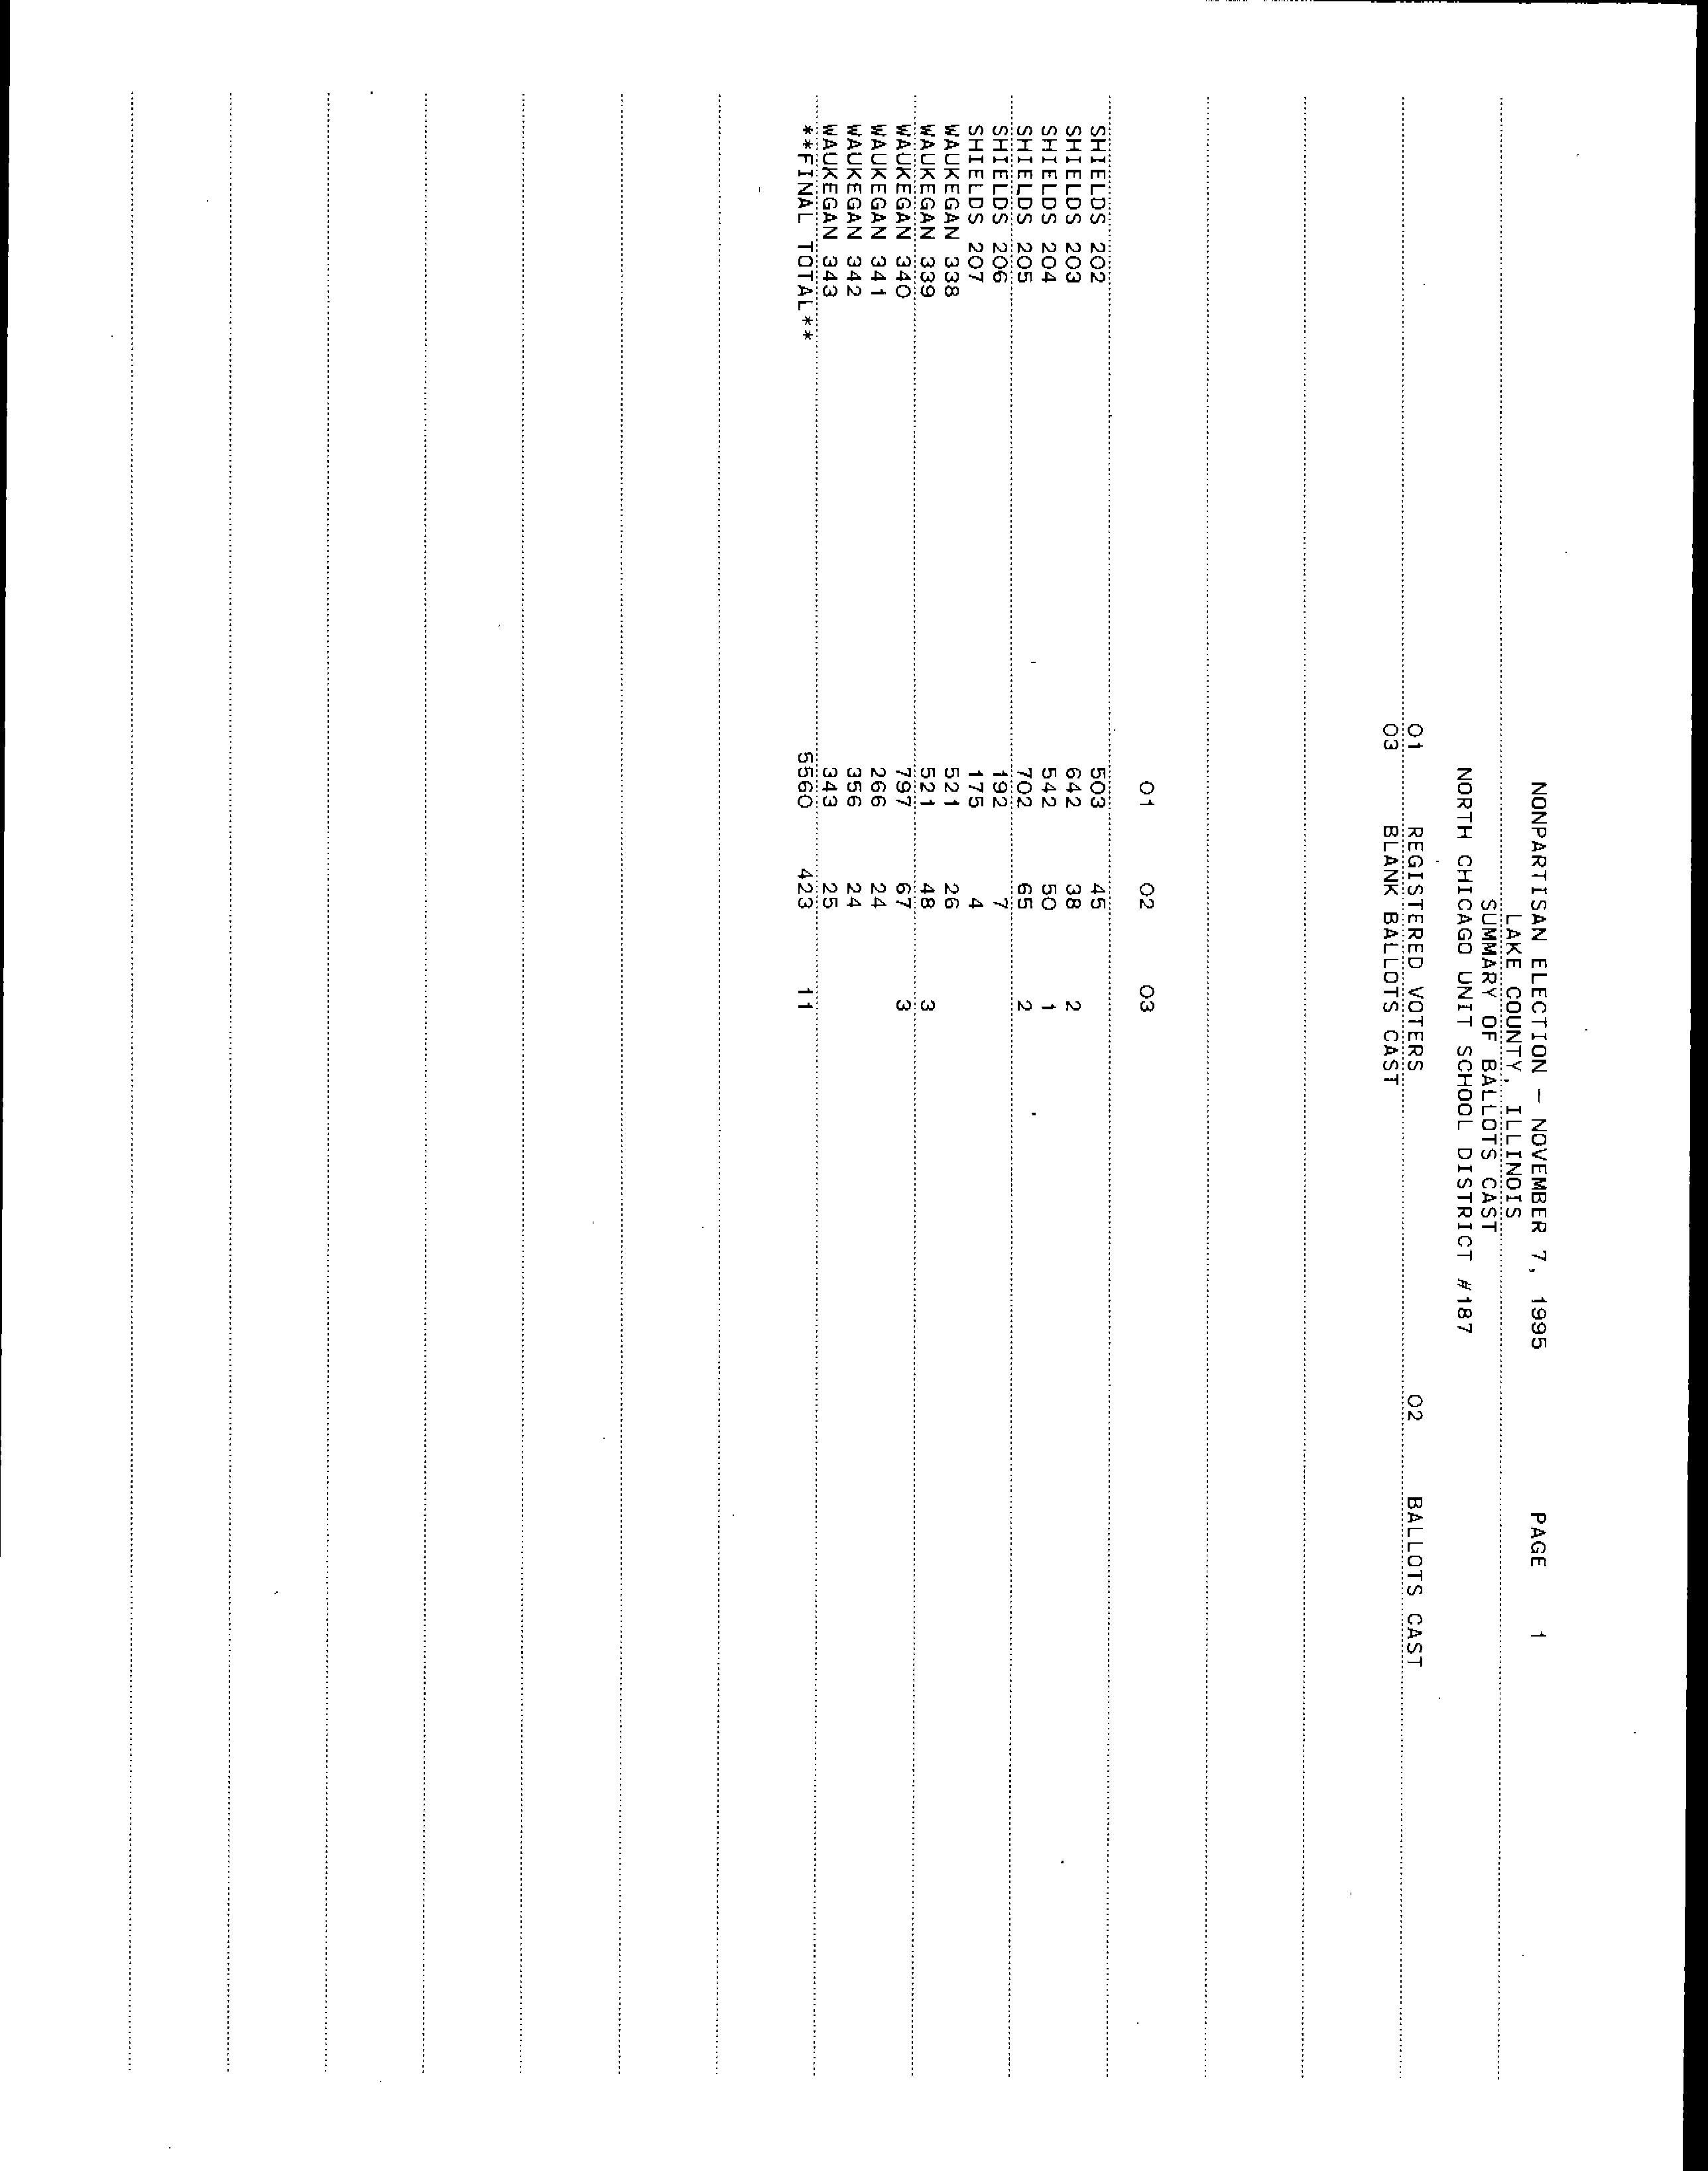 NONPARTISAN ELECTION - NOVEMBER 7, 1995 PAGE 1
LAKE COUNTY, ILLINOIS
SUMMARY OF BALLOTS CAST
NORTH CHICAGO UNIT SCHOOL DISTRICT #187
01 REGISTERED VOTERS 02 BALLOTS CAST
03 BLANK BALLOTS CAST
01 02 03
SHIELDS 202 503 45
SHIELDS 203 642 38 2
SHIELDS 204 542 50 1
SHIELDS 205 702 65 2
SHIELDS 206 192 7
SHIELDS 207 175 4
WAUKEGAN 338 521 26
WAUKEGAN 339 521 48 3
WAUKEGAN 340 797 67 3
WAUKEGAN 341 266 24
WAUKEGAN 342 356 24
WAUKEGAN 343 343 25
**FINAL TOTAL** 5560 423 11